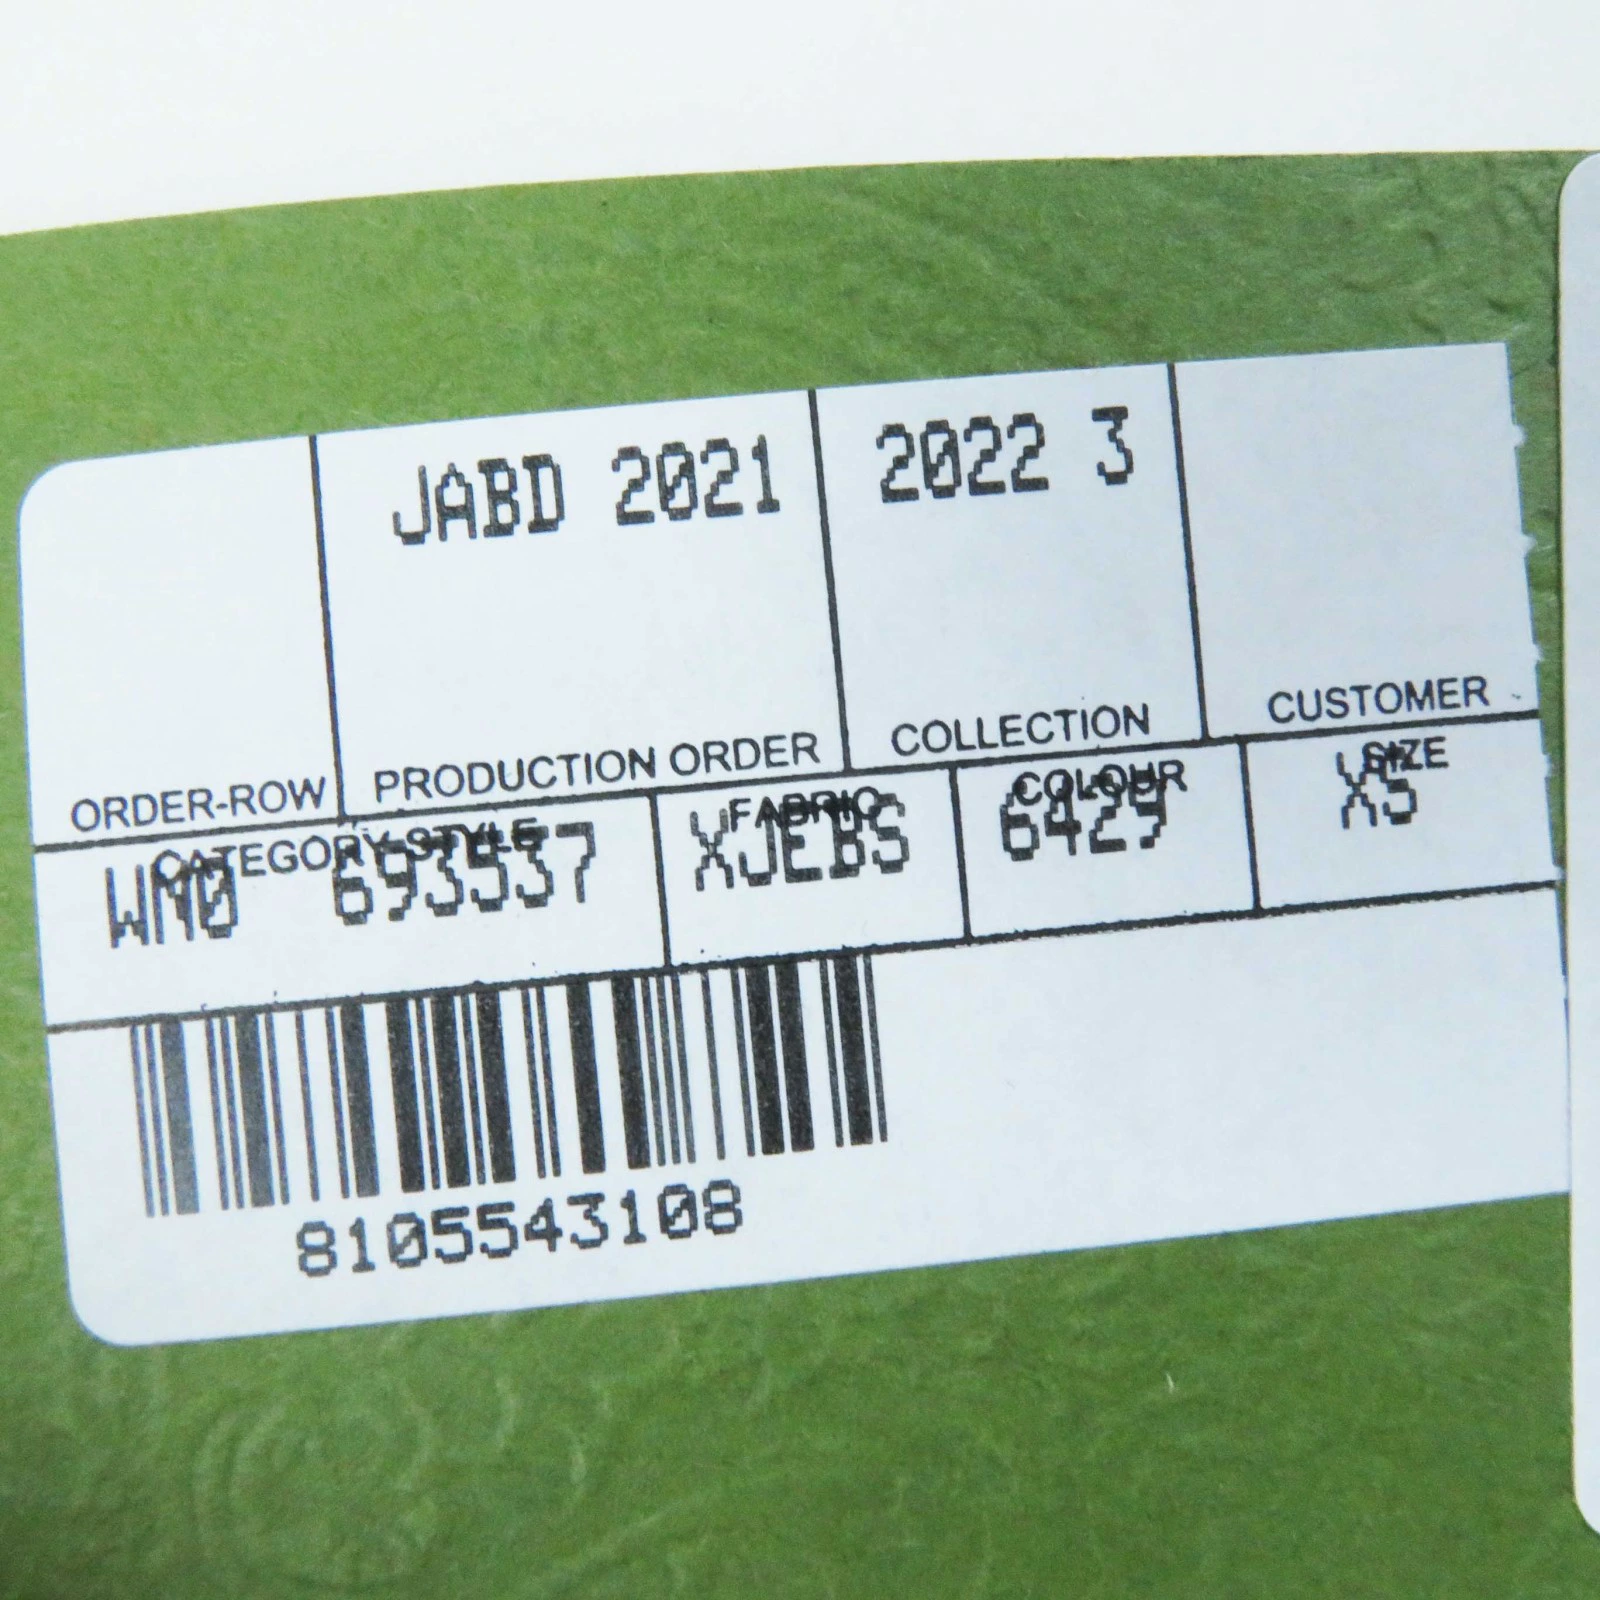 JABD 2021 2022 3
ORDER-ROW PRODUCTION ORDER COLLECTION CUSTOMER
CATEGORY-STYLE FABRIC COLOUR SIZE
WM0 693537 XJEBS 6429 XS
8105543108